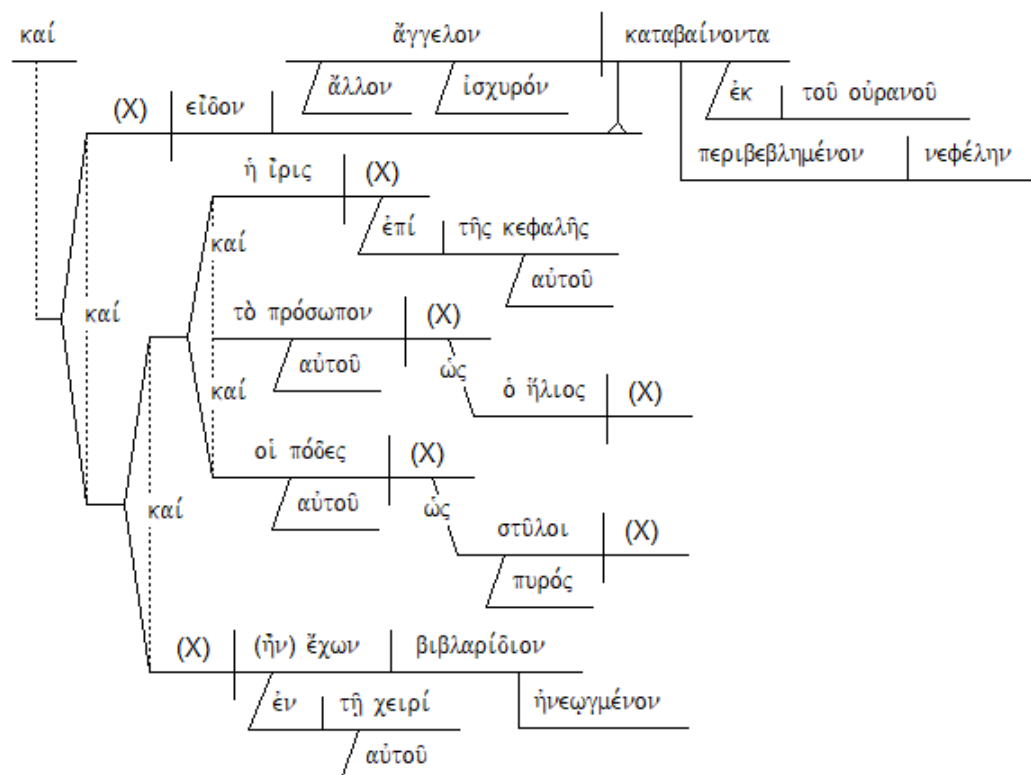 καί
ἄγγελον καταβαίνοντα
(X) εἶδον ἄλλον ἰσχυρόν ἐκ τοῦ οὐρανοῦ
περιβεβλημένον νεφέλην
ἡ ἶρις (X)
καί ἐπί τῆς κεφαλῆς
αὐτοῦ
καί τὸ πρόσωπον (X)
αὐτοῦ ὡς
καί ὁ ἥλιος (X)
οἱ πόδες (X)
αὐτοῦ ὡς
καί στῦλοι (X)
πυρός
(X) (ἦν) ἔχων βιβλαρίδιον
ἐν τῇ χειρί ἠνεῳγμένον
αὐτοῦ